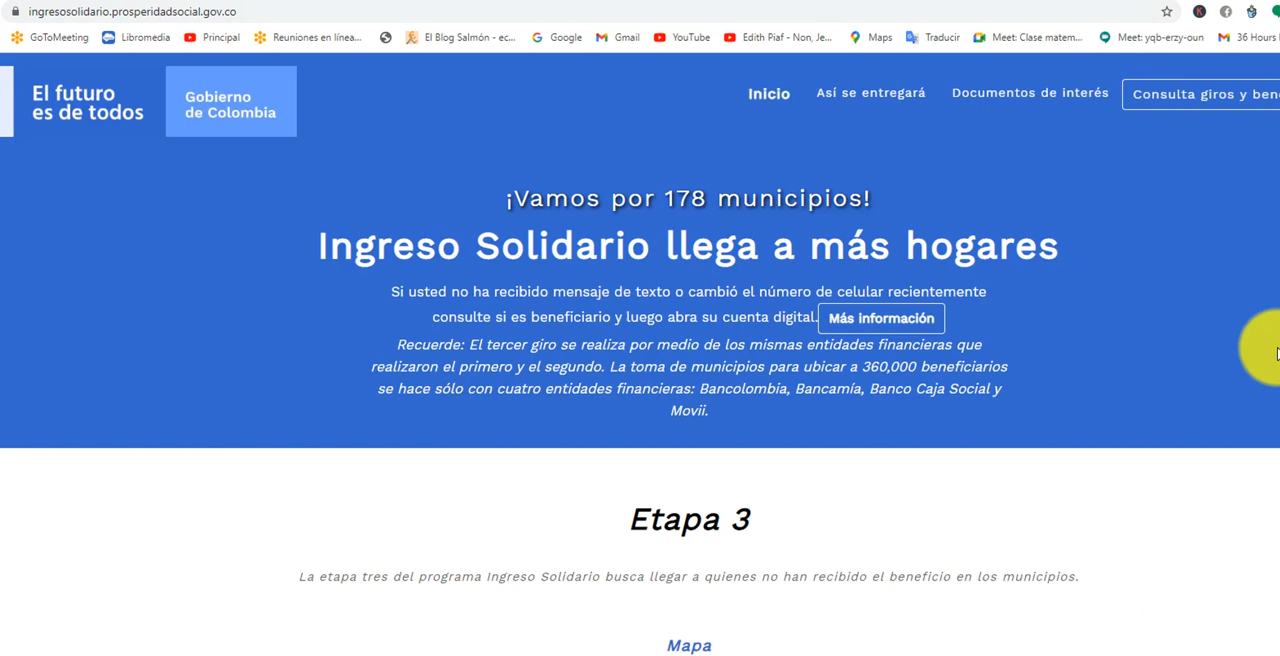 ingresosolidario.prosperidadsocial.gov.co
GoToMeeting Libromedia Principal Reuniones en línea... El Blog Salmón - ec... Google Gmail YouTube Edith Piaf - Non, Je... Maps Traducir Meet: Clase matem... Meet: yqb-erzy-oun 36 Hours
El futuro
es de todos
Gobierno
de Colombia
Inicio Así se entregará Documentos de interés Consulta giros y ben
¡Vamos por 178 municipios!
Ingreso Solidario llega a más hogares
Si usted no ha recibido mensaje de texto o cambió el número de celular recientemente
consulte si es beneficiario y luego abra su cuenta digital. Más información
Recuerde: El tercer giro se realiza por medio de los mismas entidades financieras que
realizaron el primero y el segundo. La toma de municipios para ubicar a 360,000 beneficiarios
se hace sólo con cuatro entidades financieras: Bancolombia, Bancamía, Banco Caja Social y
Movii.
Etapa 3
La etapa tres del programa Ingreso Solidario busca llegar a quienes no han recibido el beneficio en los municipios.
Mapa